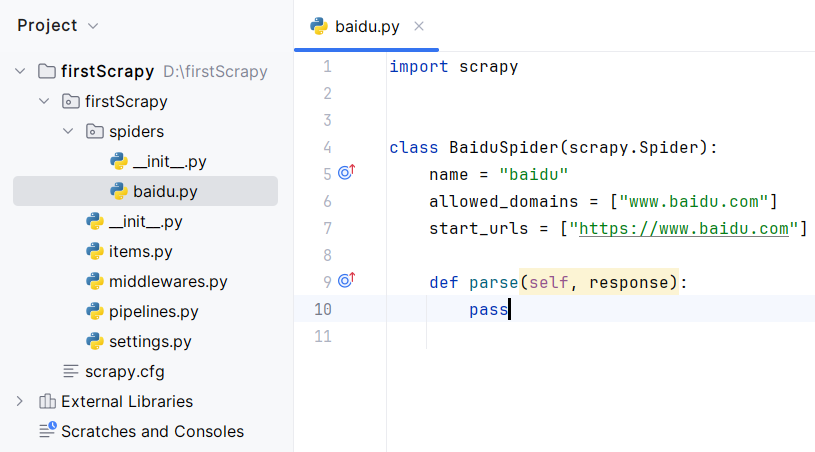 Project
firstScrapy D:\firstScrapy
firstScrapy
spiders
__init__.py
baidu.py
__init__.py
items.py
middlewares.py
pipelines.py
settings.py
scrapy.cfg
External Libraries
Scratches and Consoles
baidu.py
1 import scrapy
2
3
4 class BaiduSpider(scrapy.Spider):
5 name = "baidu"
6 allowed_domains = ["www.baidu.com"]
7 start_urls = ["https://www.baidu.com"]
8
9 def parse(self, response):
10 pass
11